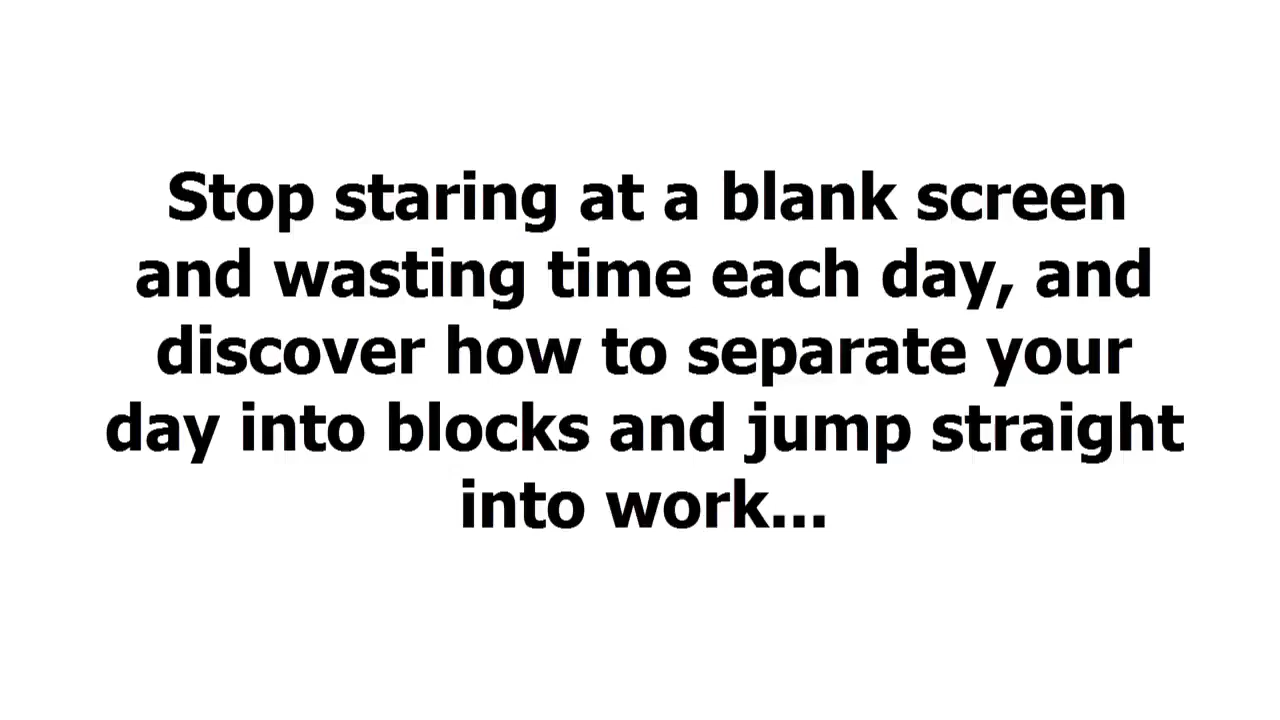 Stop staring at a blank screen
and wasting time each day, and
discover how to separate your
day into blocks and jump straight
into work...